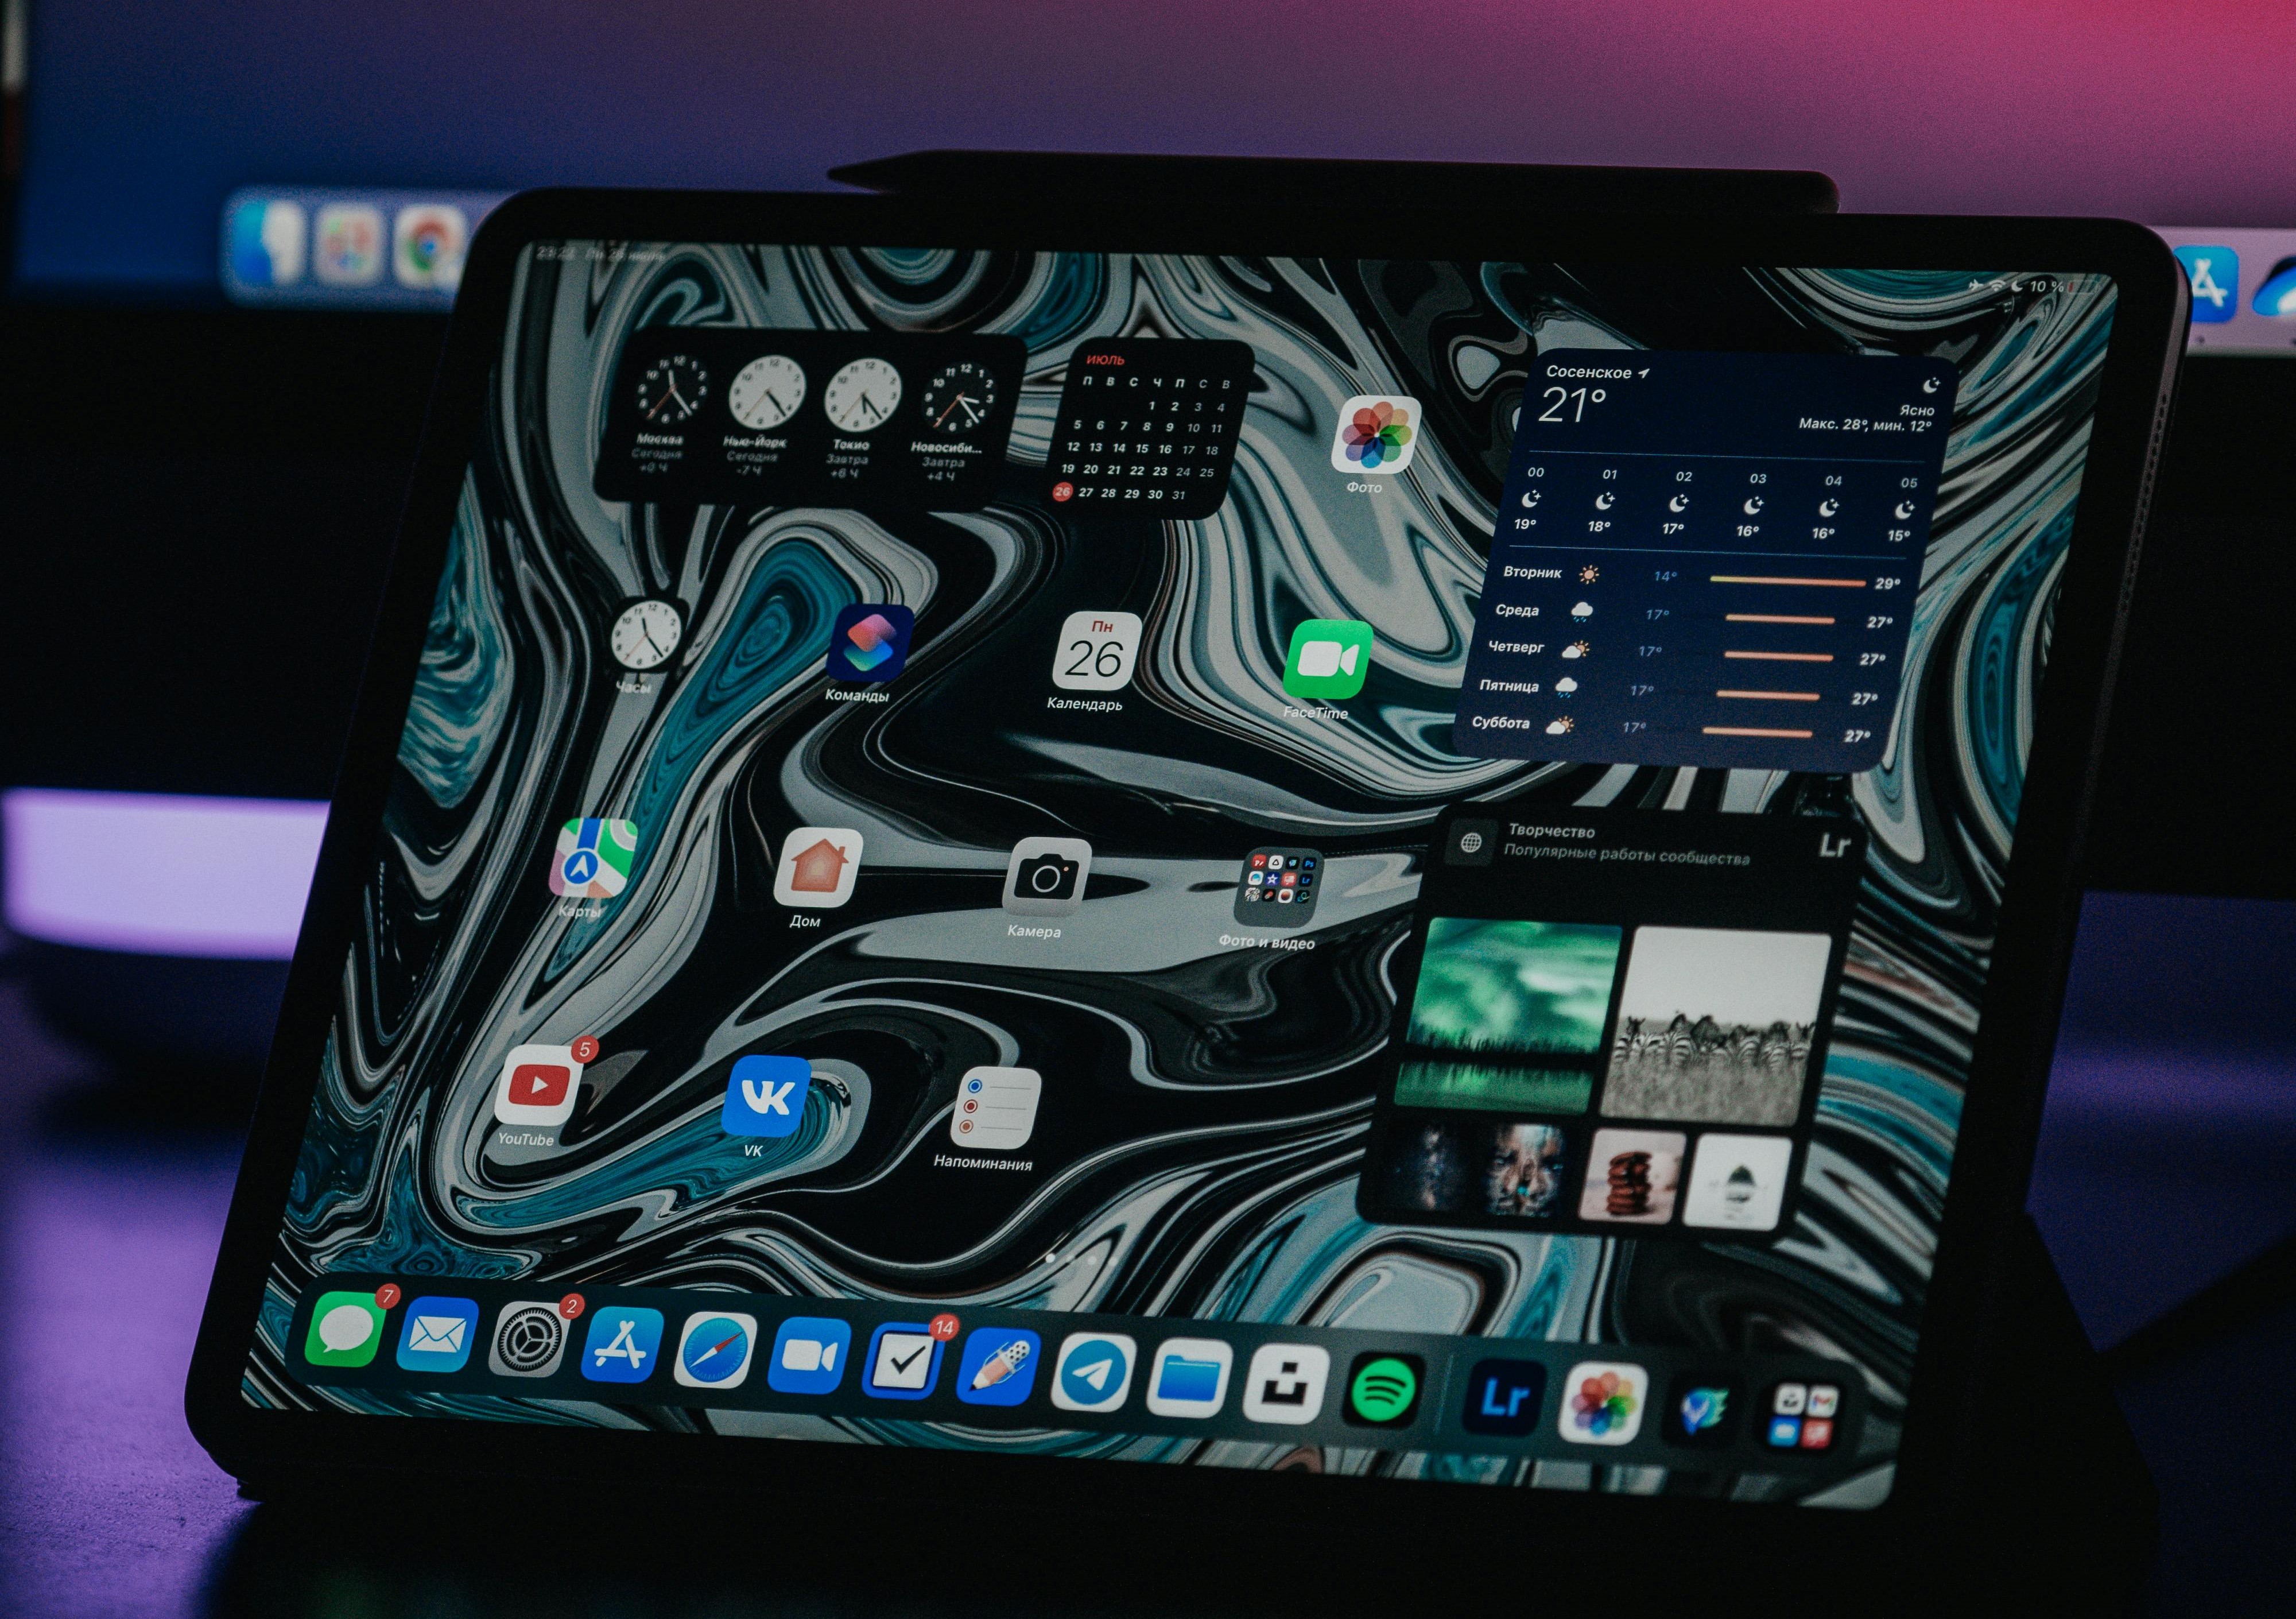 23:22 Пн 26 июль
10 %
Москва
Сегодня
+0 Ч
Нью-Йорк
Сегодня
-7 Ч
Токио
Завтра
+6 Ч
Новосиби...
Завтра
+4 Ч
ИЮЛЬ
П В С Ч П С В
1 2 3 4
5 6 7 8 9 10 11
12 13 14 15 16 17 18
19 20 21 22 23 24 25
26 27 28 29 30 31
Фото
Сосенское
21°
Ясно
Макс. 28°, мин. 12°
00 01 02 03 04 05
19° 18° 17° 16° 16° 15°
Вторник 14° 29°
Среда 17° 27°
Четверг 17° 27°
Пятница 17° 27°
Суббота 17° 27°
Часы
Команды
Пн
26
Календарь
FaceTime
Карты
Дом
Камера
Фото и видео
Творчество
Популярные работы сообщества
Lr
5
YouTube
VK
VK
Напоминания
7
2
14
Lr